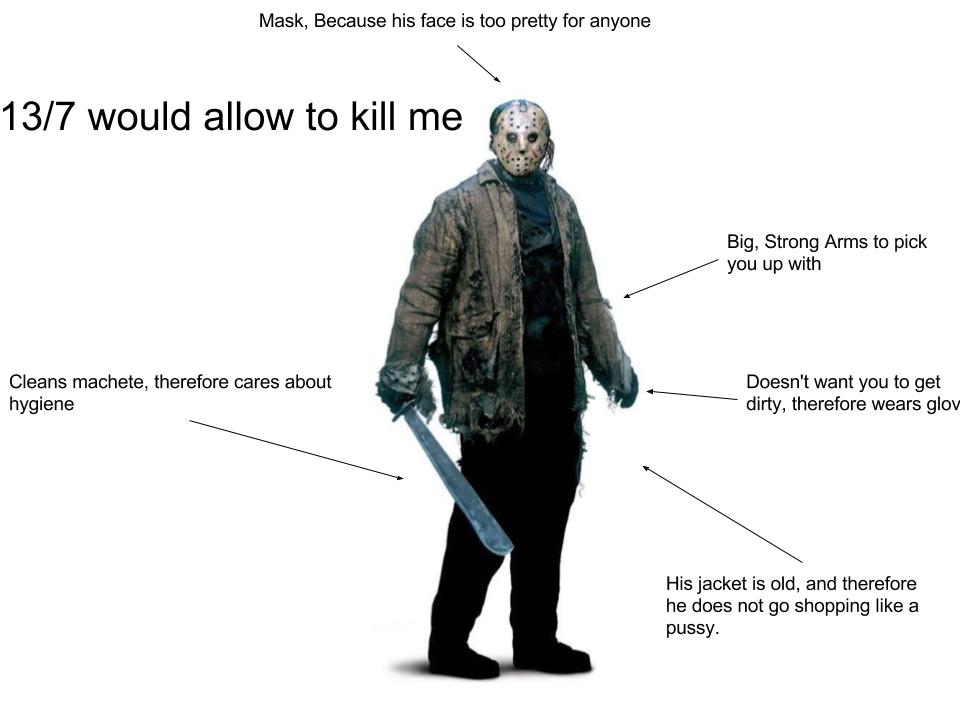 Mask, Because his face is too pretty for anyone
13/7 would allow to kill me
Big, Strong Arms to pick
you up with
Cleans machete, therefore cares about
hygiene
Doesn't want you to get
dirty, therefore wears glov
His jacket is old, and therefore
he does not go shopping like a
pussy.